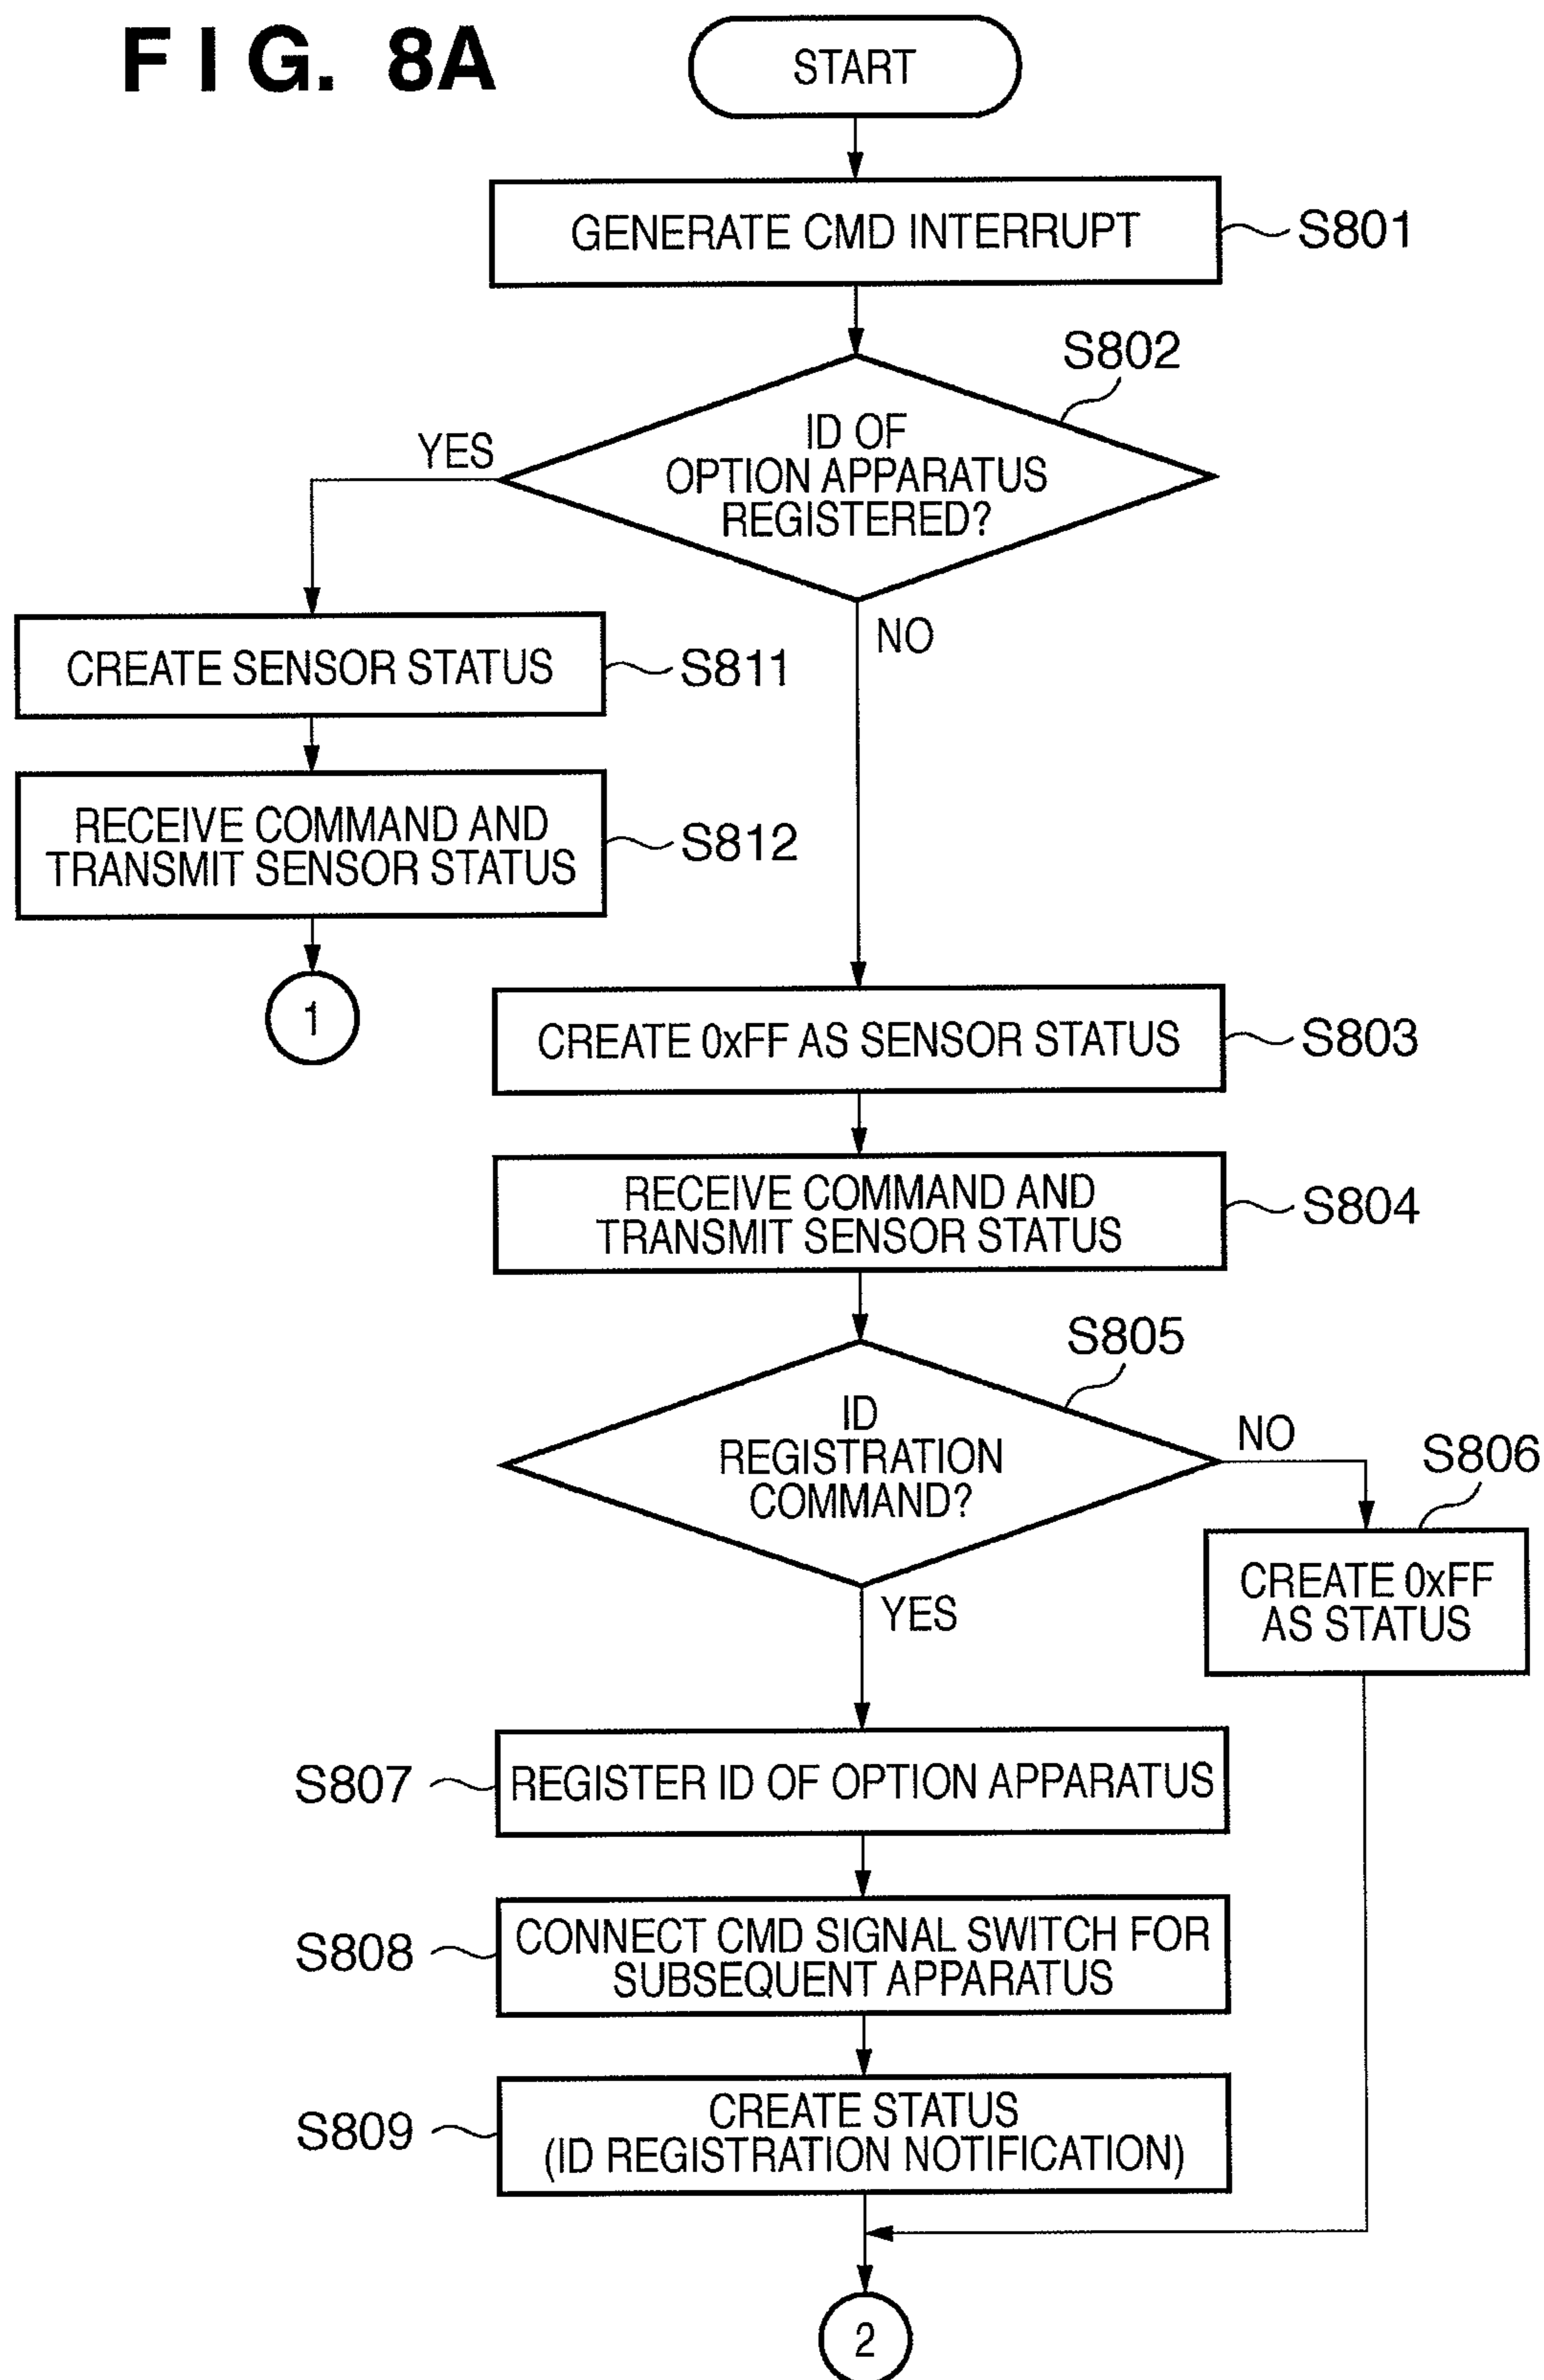 FIG. 8A
START
GENERATE CMD INTERRUPT
S801
S802
ID OF
OPTION APPARATUS
REGISTERED?
YES
NO
CREATE SENSOR STATUS
S811
RECEIVE COMMAND AND
TRANSMIT SENSOR STATUS
S812
1
CREATE 0xFF AS SENSOR STATUS
S803
RECEIVE COMMAND AND
TRANSMIT SENSOR STATUS
S804
S805
ID
REGISTRATION
COMMAND?
NO
S806
CREATE 0xFF
AS STATUS
YES
S807
REGISTER ID OF OPTION APPARATUS
S808
CONNECT CMD SIGNAL SWITCH FOR
SUBSEQUENT APPARATUS
S809
CREATE STATUS
(ID REGISTRATION NOTIFICATION)
2